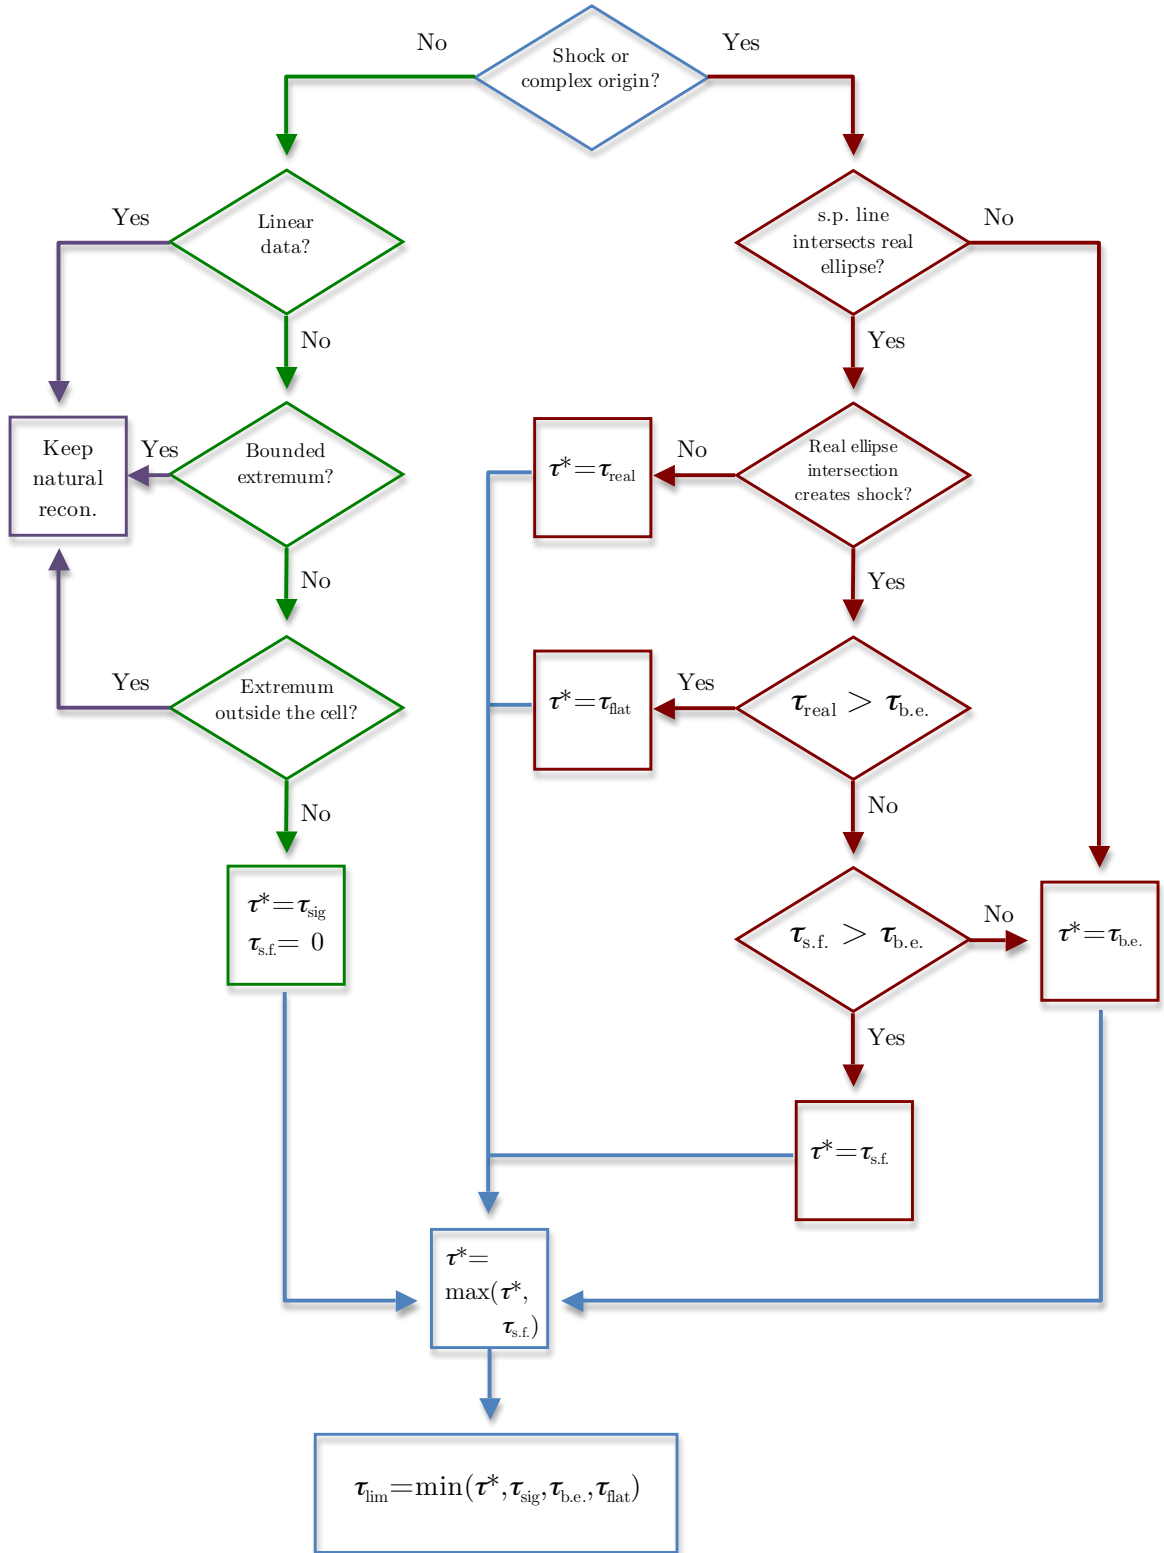 No
Yes
Shock or
complex origin?
Yes
Linear
data?
s.p. line
intersects real
ellipse?
No
No
Yes
Keep
natural
recon.
Yes
Bounded
extremum?
τ*=τreal
No
Real ellipse
intersection
creates shock?
No
Yes
Yes
Extremum
outside the cell?
τ*=τflat
Yes
τreal > τb.e.
No
No
τ*=τsig
τs.f.= 0
τs.f. > τb.e.
No
τ*=τb.e.
Yes
τ*=τs.f.
τ*=
max(τ*,
τs.f.)
τlim=min(τ*,τsig,τb.e.,τflat)